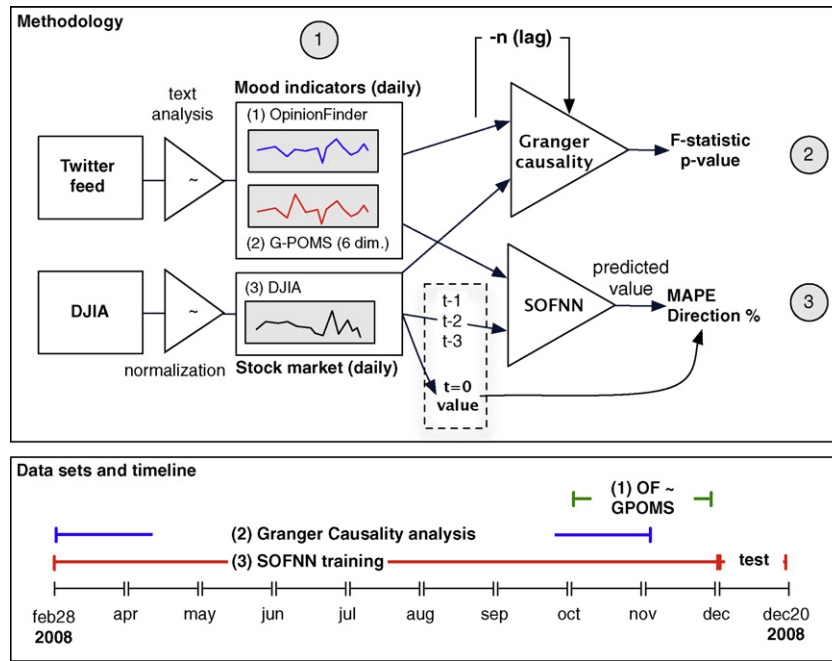 Methodology
1
-n (lag)
text
analysis
Mood indicators (daily)
(1) OpinionFinder
Twitter
feed
~
(2) G-POMS (6 dim.)
Granger
causality
F-statistic
p-value
2
DJIA
~
normalization
(3) DJIA
Stock market (daily)
t-1
t-2
t-3
t=0
value
SOFNN
predicted
value
MAPE
Direction %
3
Data sets and timeline
(1) OF ~
GPOMS
(2) Granger Causality analysis
(3) SOFNN training
test
feb28 apr may jun jul aug sep oct nov dec dec20
2008 2008